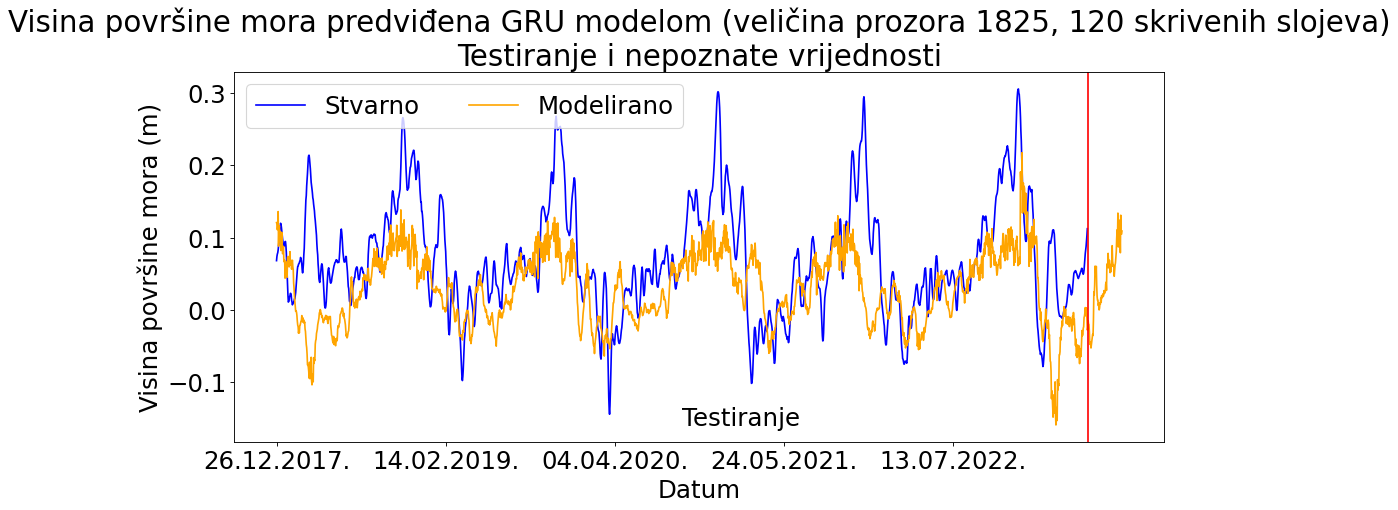 Visina površine mora predviđena GRU modelom (veličina prozora 1825, 120 skrivenih slojeva)
Testiranje i nepoznate vrijednosti
Stvarno
Modelirano
Visina površine mora (m)
0.3
0.2
0.1
0.0
−0.1
Testiranje
26.12.2017.
14.02.2019.
04.04.2020.
24.05.2021.
13.07.2022.
Datum